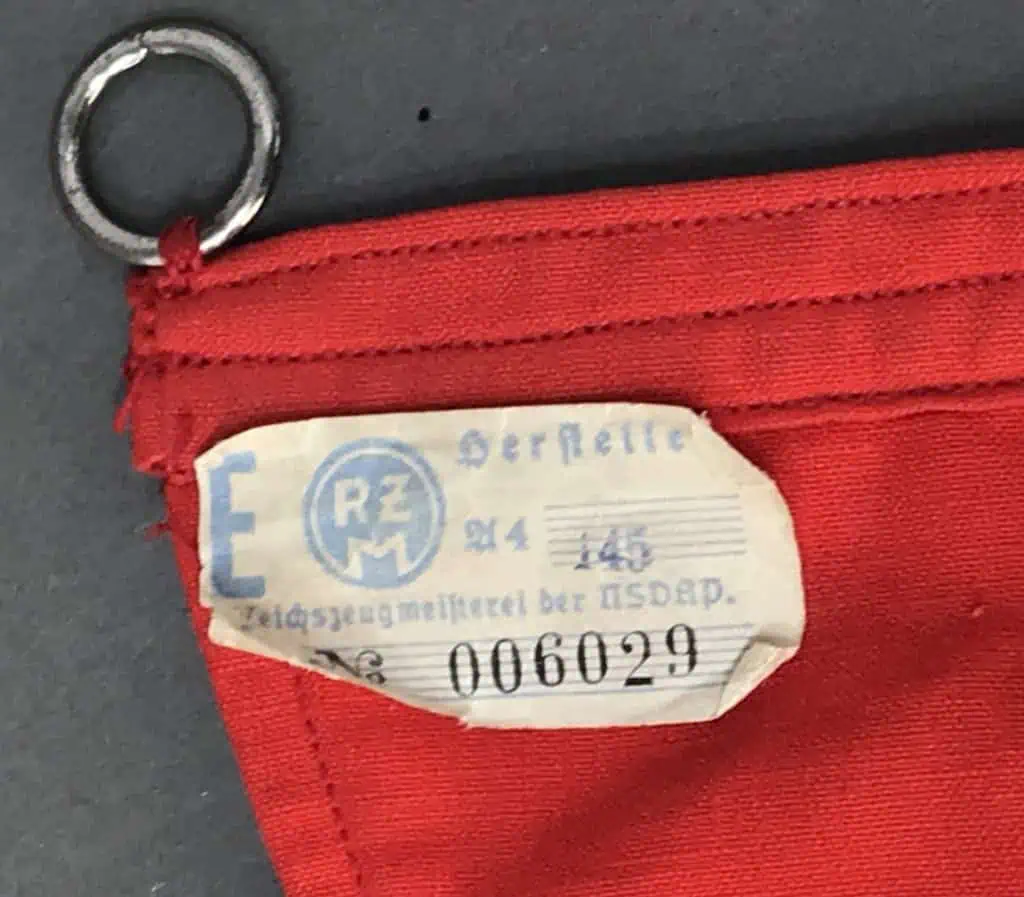 E RZM Herstelle
A4 145
Reichszeugmeisterei der NSDAP.
№ 006029